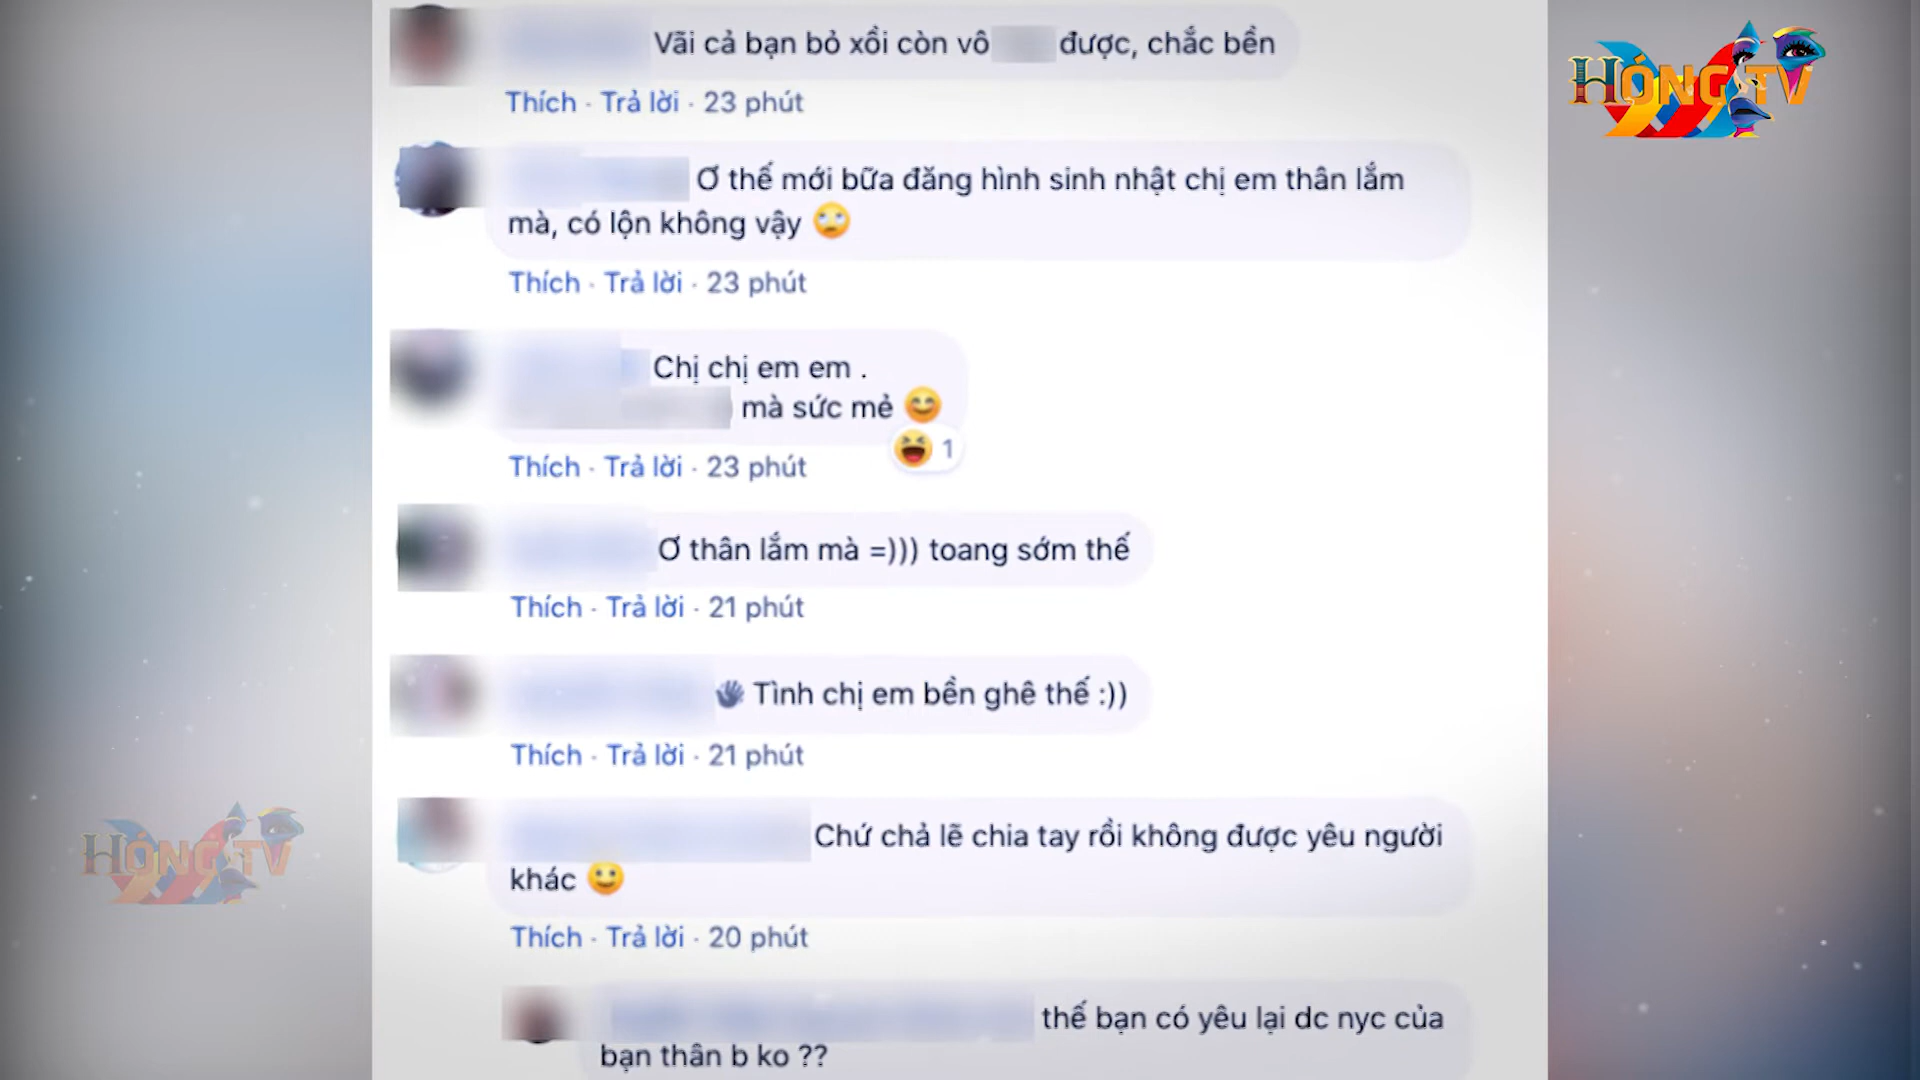 HÓNG TV
Vãi cả bạn bỏ xồi còn vô được, chắc bền
Thích · Trả lời · 23 phút
Ơ thế mới bữa đăng hình sinh nhật chị em thân lắm
mà, có lộn không vậy 🙄
Thích · Trả lời · 23 phút
Chị chị em em .
mà sức mẻ 😊
😆 1
Thích · Trả lời · 23 phút
Ơ thân lắm mà =))) toang sớm thế
Thích · Trả lời · 21 phút
👋 Tình chị em bền ghê thế :))
Thích · Trả lời · 21 phút
Chứ chả lẽ chia tay rồi không được yêu người
khác 🙂
HÓNG TV
Thích · Trả lời · 20 phút
thế bạn có yêu lại dc nyc của
bạn thân b ko ??